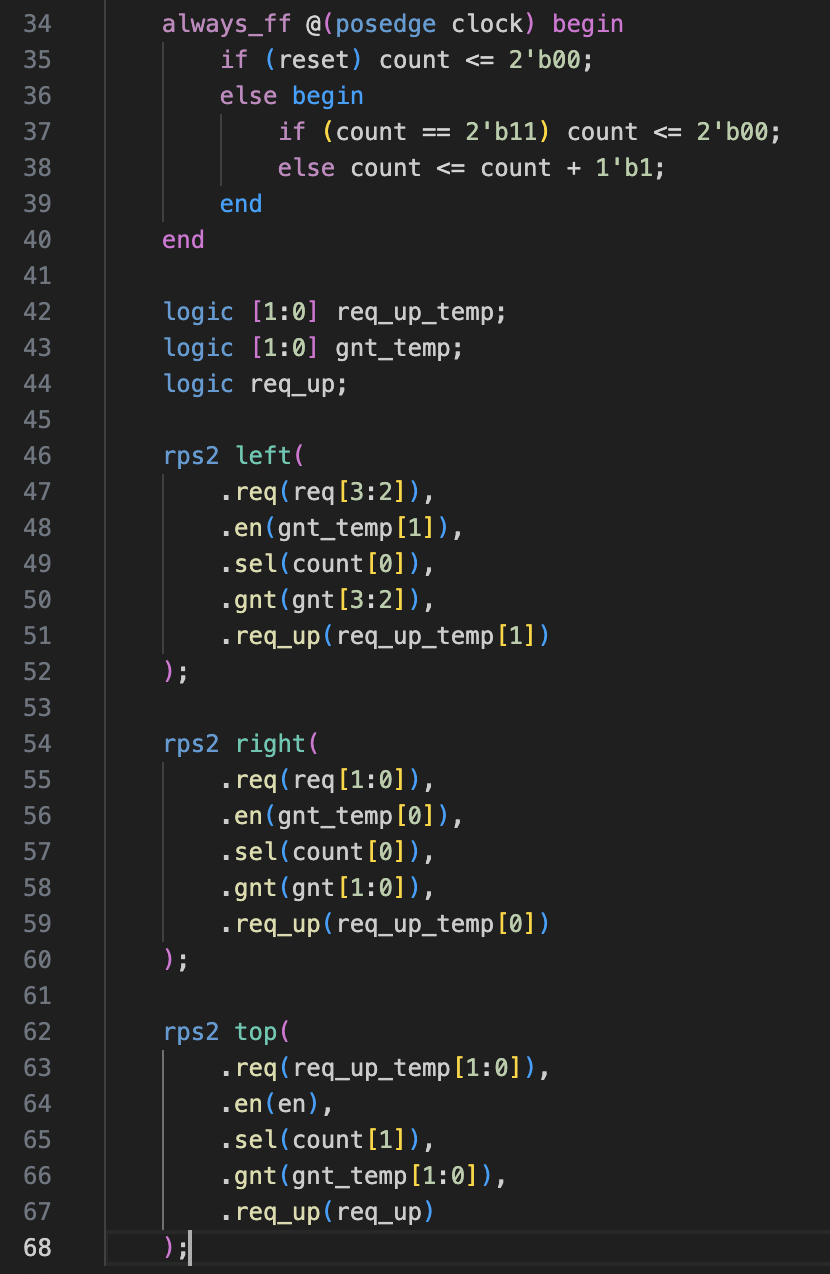 34 always_ff @(posedge clock) begin
35 if (reset) count <= 2'b00;
36 else begin
37 if (count == 2'b11) count <= 2'b00;
38 else count <= count + 1'b1;
39 end
40 end
41
42 logic [1:0] req_up_temp;
43 logic [1:0] gnt_temp;
44 logic req_up;
45
46 rps2 left(
47 .req(req[3:2]),
48 .en(gnt_temp[1]),
49 .sel(count[0]),
50 .gnt(gnt[3:2]),
51 .req_up(req_up_temp[1])
52 );
53
54 rps2 right(
55 .req(req[1:0]),
56 .en(gnt_temp[0]),
57 .sel(count[0]),
58 .gnt(gnt[1:0]),
59 .req_up(req_up_temp[0])
60 );
61
62 rps2 top(
63 .req(req_up_temp[1:0]),
64 .en(en),
65 .sel(count[1]),
66 .gnt(gnt_temp[1:0]),
67 .req_up(req_up)
68 );